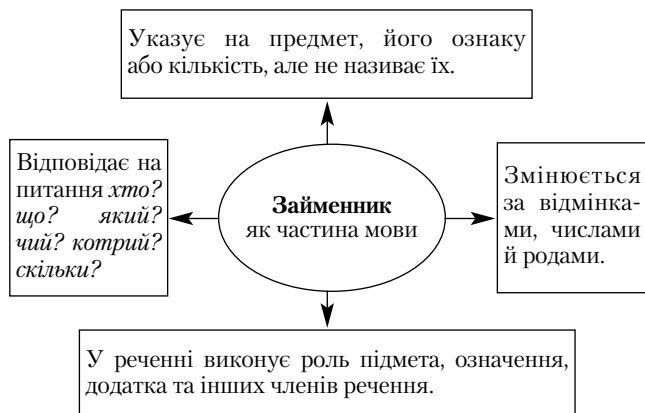 Указує на предмет, його ознаку
або кількість, але не називає їх.
Відповідає на
питання хто?
що? який?
чий? котрий?
скільки?
Займенник
як частина мови
Змінюється
за відмінка-
ми, числами
й родами.
У реченні виконує роль підмета, означення,
додатка та інших членів речення.